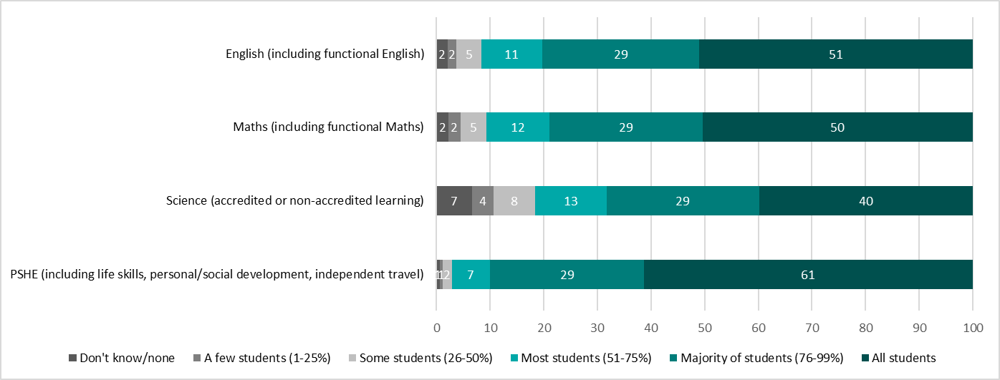 English (including functional English) 2 2 5 11 29 51
Maths (including functional Maths) 2 2 5 12 29 50
Science (accredited or non-accredited learning) 7 4 8 13 29 40
PSHE (including life skills, personal/social development, independent travel) 1 1 2 7 29 61
0 10 20 30 40 50 60 70 80 90 100
Don't know/none A few students (1-25%) Some students (26-50%) Most students (51-75%) Majority of students (76-99%) All students